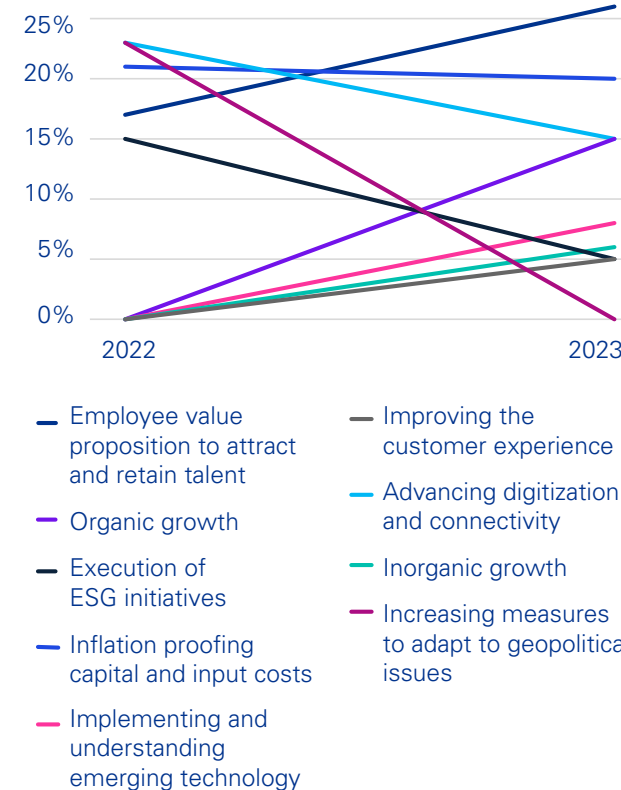 25%
20%
15%
10%
5%
0%
2022
2023
Employee value
proposition to attract
and retain talent
Organic growth
Execution of
ESG initiatives
Inflation proofing
capital and input costs
Implementing and
understanding
emerging technology
Improving the
customer experience
Advancing digitization
and connectivity
Inorganic growth
Increasing measures
to adapt to geopolitica
issues